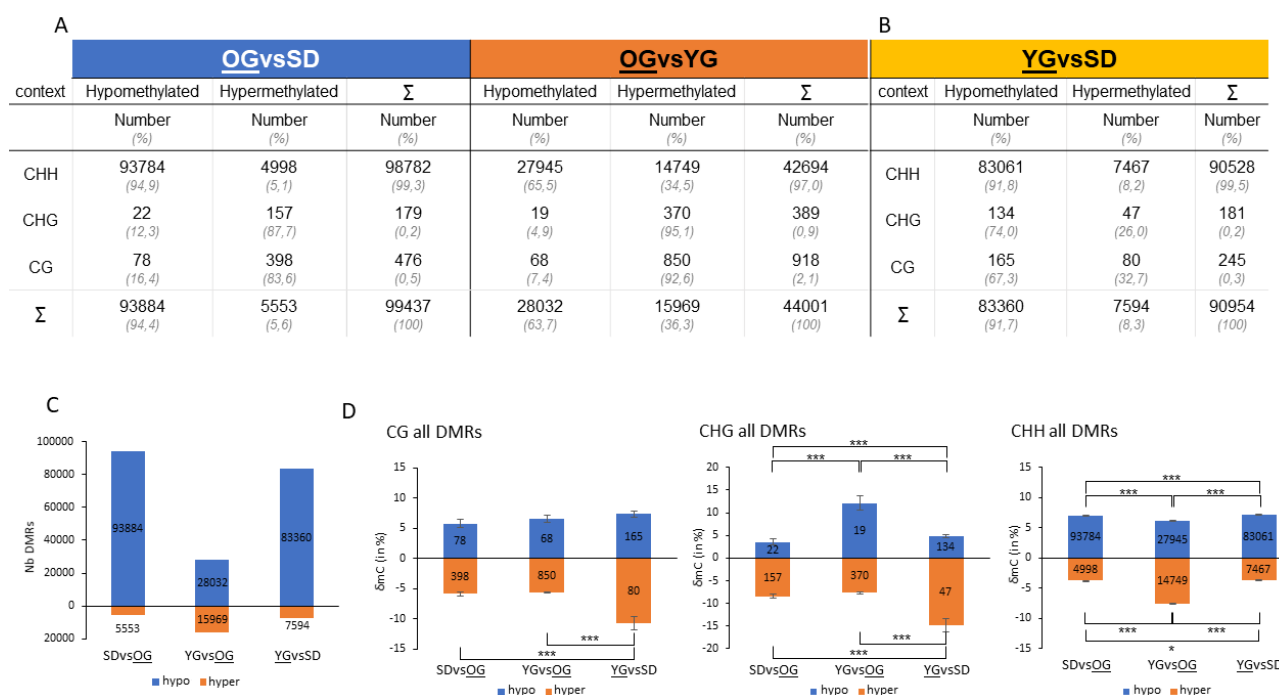 A
B
OGvsSD OGvsYG YGvsSD
context Hypomethylated Hypermethylated Σ Hypomethylated Hypermethylated Σ context Hypomethylated Hypermethylated Σ
Number Number Number Number Number Number Number Number Number
(%) (%) (%) (%) (%) (%) (%) (%) (%)
CHH 93784 4998 98782 27945 14749 42694 CHH 83061 7467 90528
(94,9) (5,1) (99,3) (65,5) (34,5) (97,0) (91,8) (8,2) (99,5)
CHG 22 157 179 19 370 389 CHG 134 47 181
(12,3) (87,7) (0,2) (4,9) (95,1) (0,9) (74,0) (26,0) (0,2)
CG 78 398 476 68 850 918 CG 165 80 245
(16,4) (83,6) (0,5) (7,4) (92,6) (2,1) (67,3) (32,7) (0,3)
Σ 93884 5553 99437 28032 15969 44001 Σ 83360 7594 90954
(94,4) (5,6) (100) (63,7) (36,3) (100) (91,7) (8,3) (100)
C
100000
80000
60000
40000
20000
0
20000
Nb DMRs
93884 28032 83360
5553 15969 7594
SDvsOG YGvsOG YGvsSD
hypo hyper
D
CG all DMRs
15
10
5
0
-5
-10
-15
δmC (in %)
78 68 165
398 850 80
***
***
SDvsOG YGvsOG YGvsSD
hypo hyper
CHG all DMRs
***
*** ***
20
15
10
5
0
-5
-10
-15
-20
δmC (in %)
22 19 134
157 370 47
***
***
SDvsOG YGvsOG YGvsSD
hypo hyper
CHH all DMRs
***
*** ***
15
10
5
0
-5
-10
-15
δmC (in %)
93784 27945 83061
4998 14749 7467
*** ***
*
SDvsOG YGvsOG YGvsSD
hypo hyper